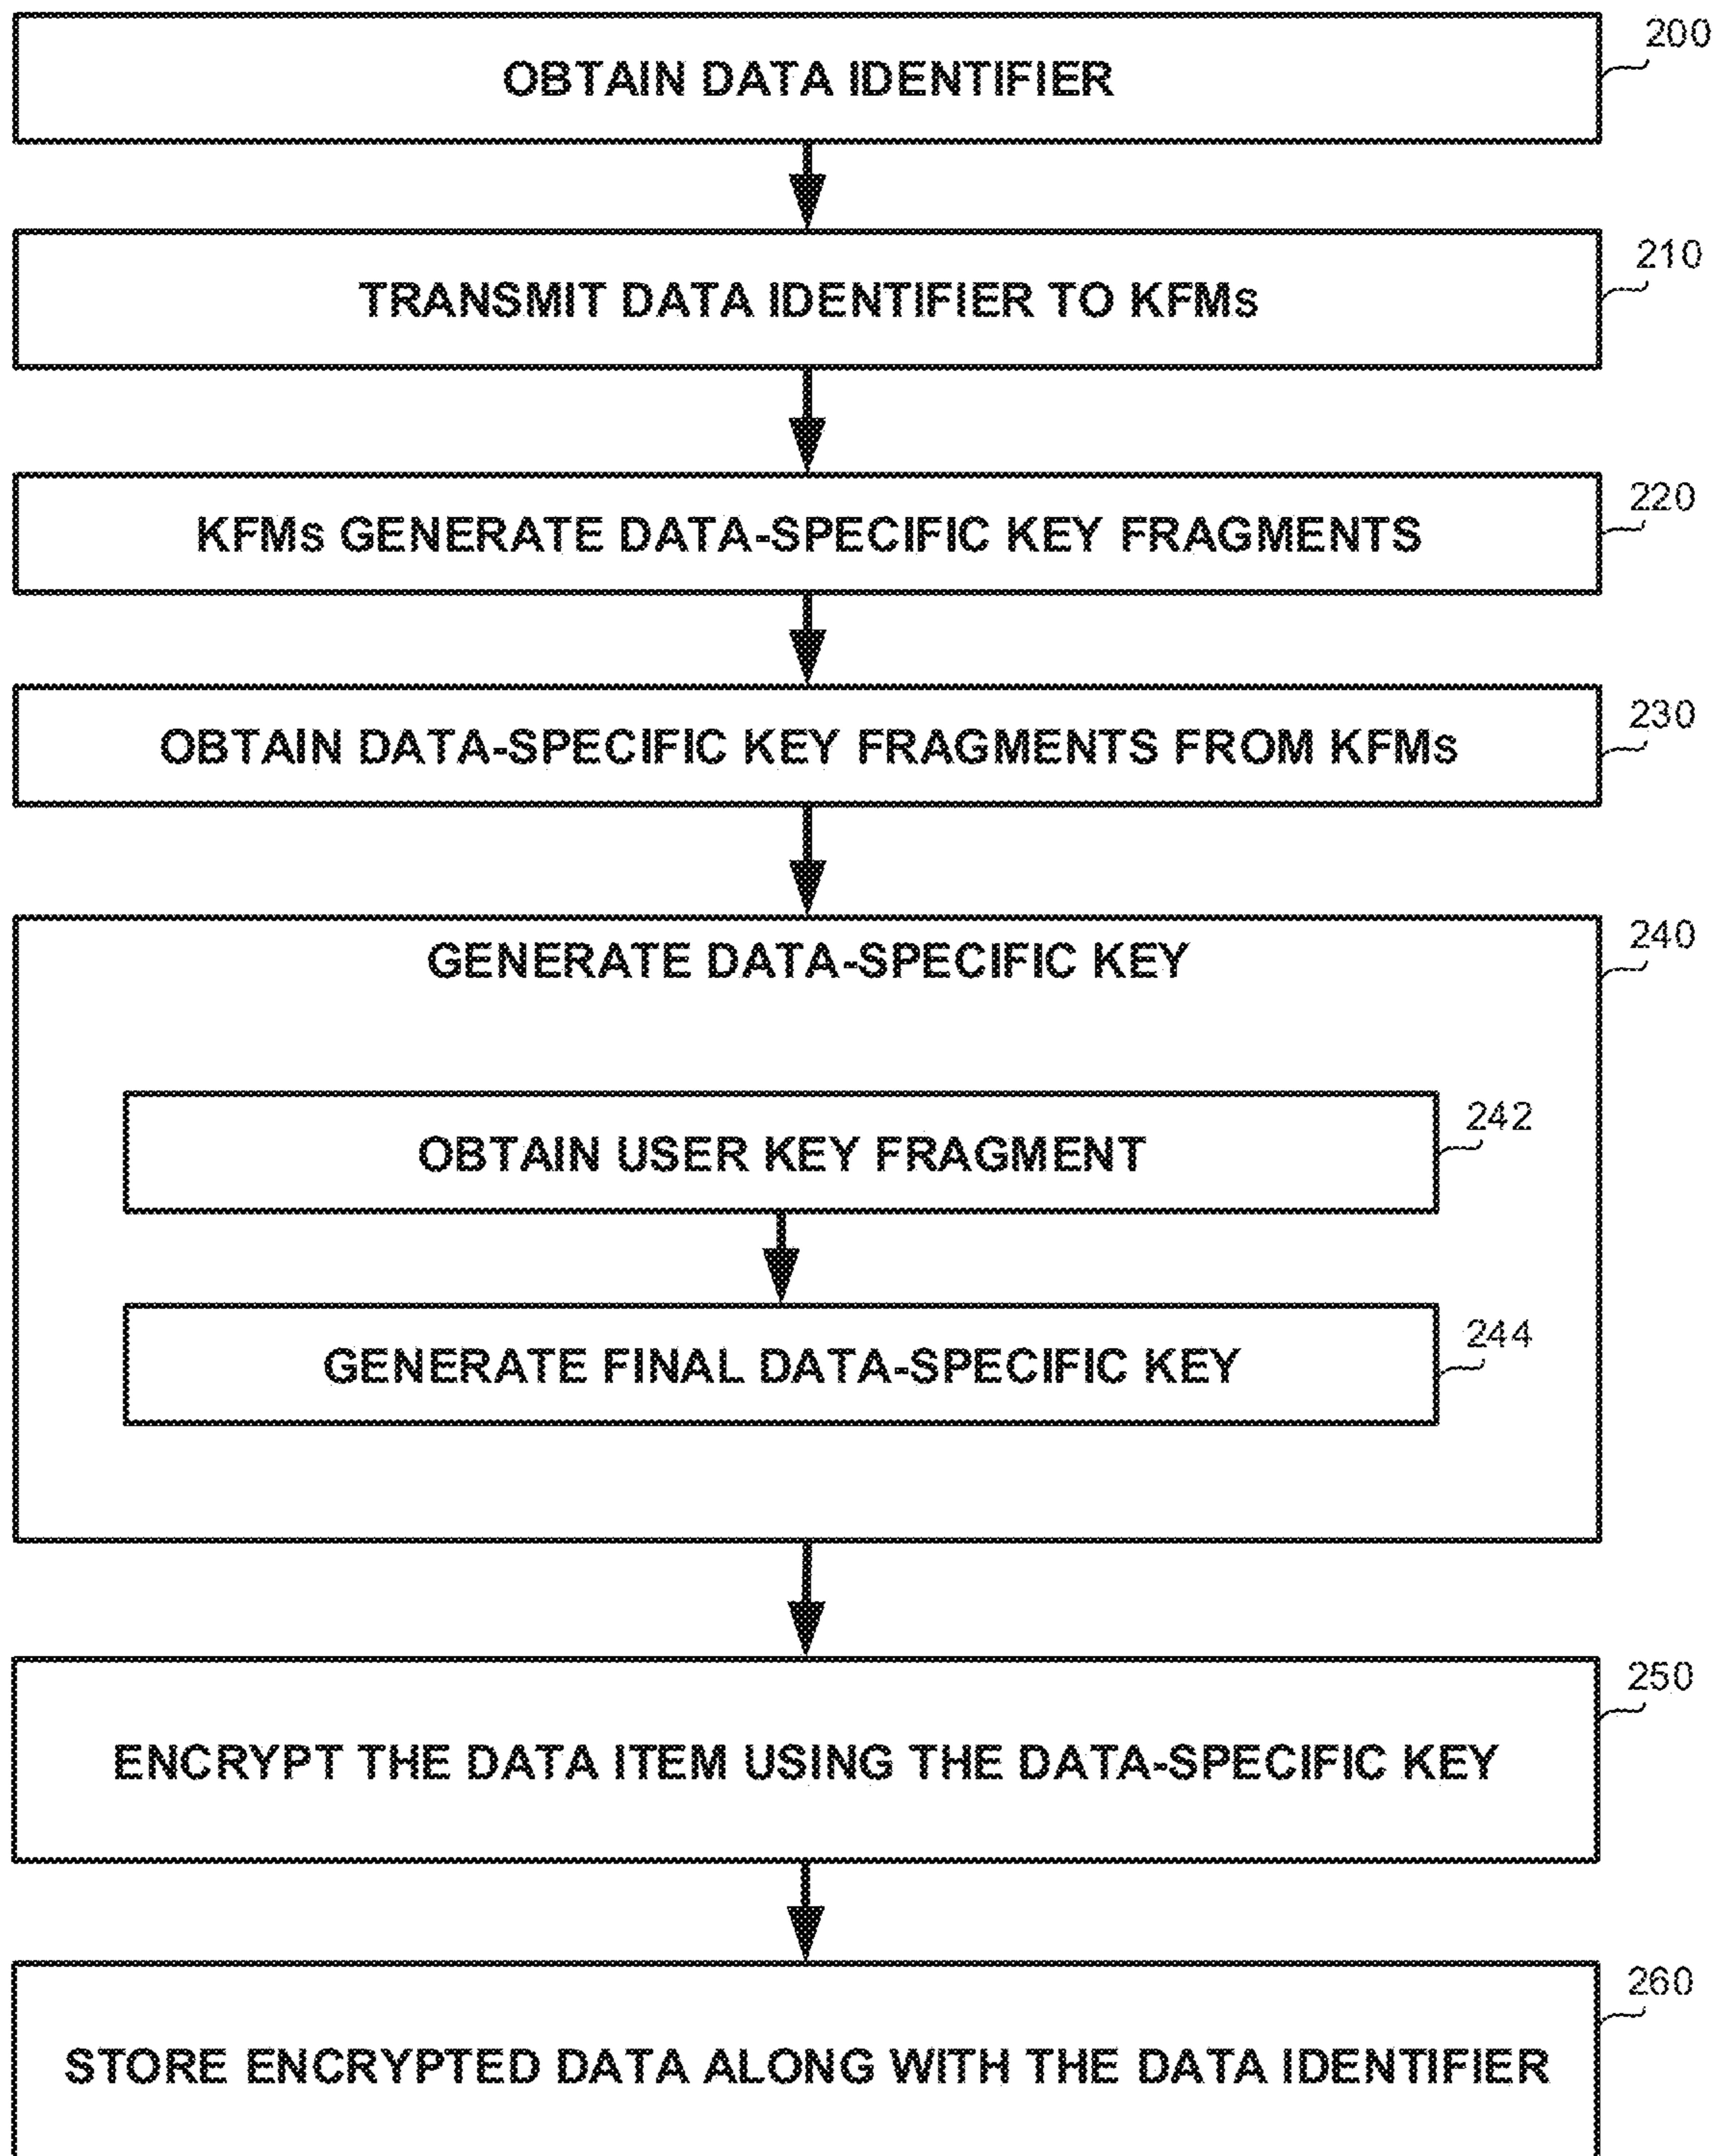 200
OBTAIN DATA IDENTIFIER
210
TRANSMIT DATA IDENTIFIER TO KFMs
220
KFMs GENERATE DATA-SPECIFIC KEY FRAGMENTS
230
OBTAIN DATA-SPECIFIC KEY FRAGMENTS FROM KFMs
240
GENERATE DATA-SPECIFIC KEY
242
OBTAIN USER KEY FRAGMENT
244
GENERATE FINAL DATA-SPECIFIC KEY
250
ENCRYPT THE DATA ITEM USING THE DATA-SPECIFIC KEY
260
STORE ENCRYPTED DATA ALONG WITH THE DATA IDENTIFIER